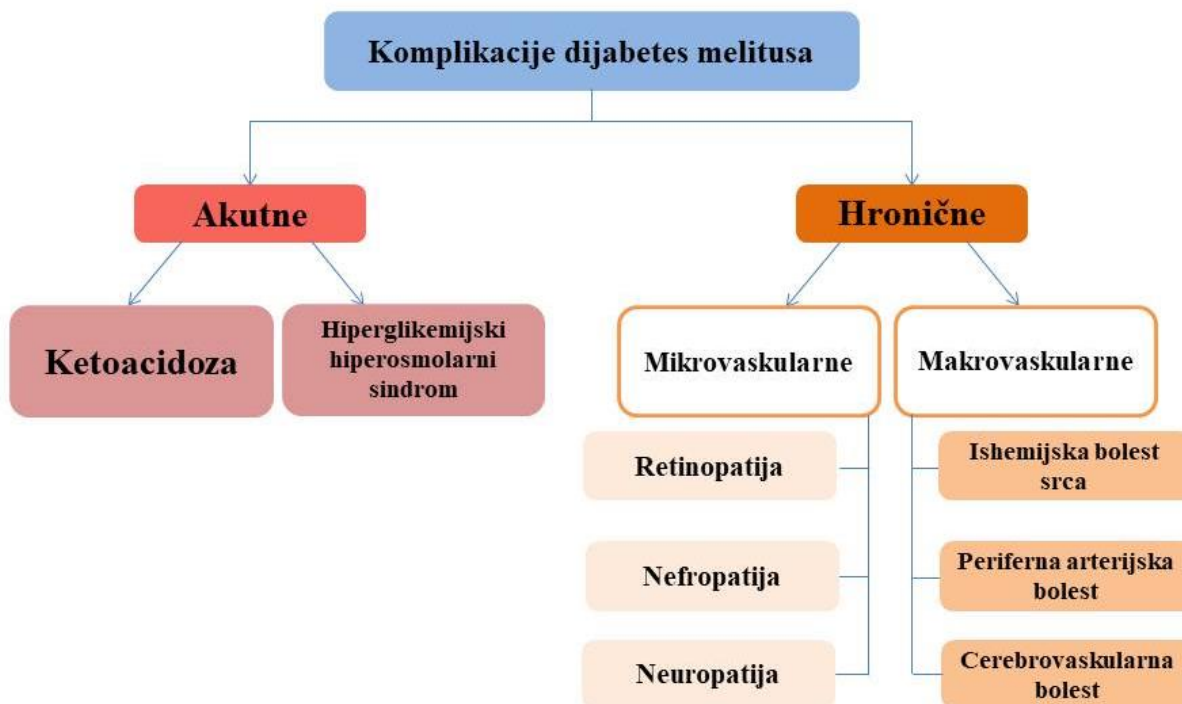 Komplikacije dijabetes melitusa
Akutne
Hronične
Ketoacidoza
Hiperglikemijski
hiperosmolarni
sindrom
Mikrovaskularne
Makrovaskularne
Retinopatija
Nefropatija
Neuropatija
Ishemijska bolest
srca
Periferna arterijska
bolest
Cerebrovaskularna
bolest